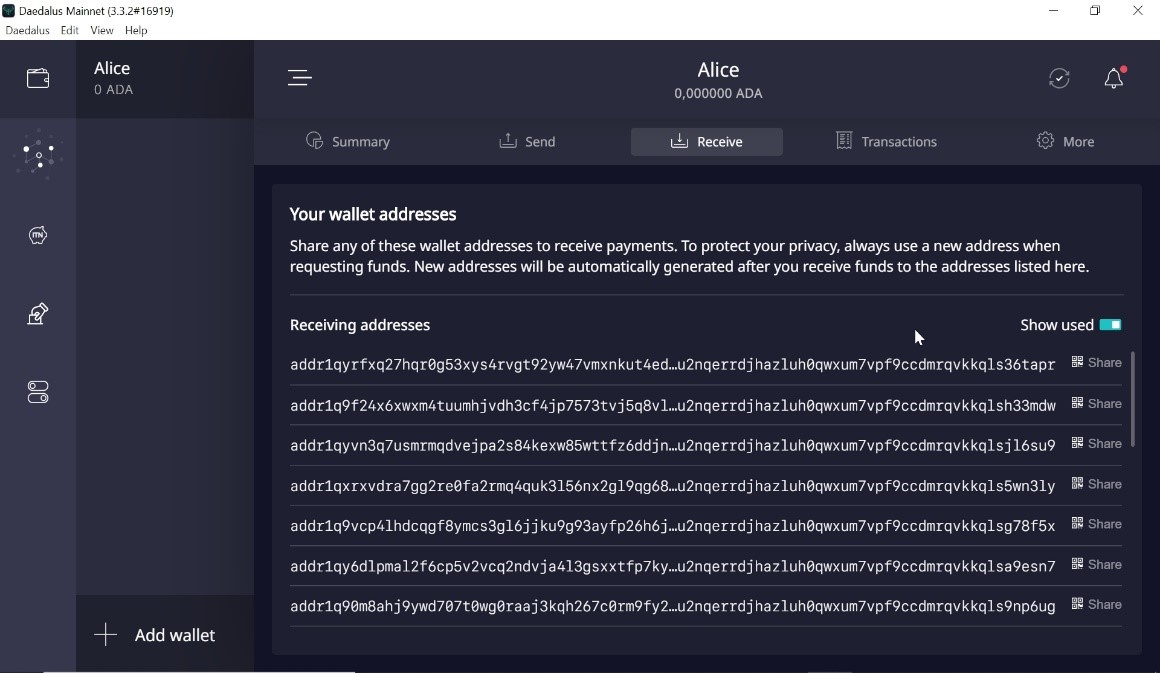 Daedalus Mainnet (3.3.2#16919)
Daedalus Edit View Help
Alice
0 ADA
Alice
0,000000 ADA
Summary Send Receive Transactions More
ITN
Your wallet addresses
Share any of these wallet addresses to receive payments. To protect your privacy, always use a new address when
requesting funds. New addresses will be automatically generated after you receive funds to the addresses listed here.
Receiving addresses Show used
addr1qyrfxq27hqr0g53xys4rvgt92yw47vmxnkut4ed…u2nqerrdjhazluh0qwxum7vpf9ccdmrqvkkqls36tapr Share
addr1q9f24x6xwxm4tuumhjvdh3cf4jp7573tvj5q8vl…u2nqerrdjhazluh0qwxum7vpf9ccdmrqvkkqlsh33mdw Share
addr1qyvn3q7usmrmqdvejpa2s84kexw85wttfz6ddjn…u2nqerrdjhazluh0qwxum7vpf9ccdmrqvkkqlsjl6su9 Share
addr1qxrxvdra7gg2re0fa2rmq4quk3l56nx2gl9qg68…u2nqerrdjhazluh0qwxum7vpf9ccdmrqvkkqls5wn3ly Share
addr1q9vcp4lhdcqgf8ymcs3gl6jjku9g93ayfp26h6j…u2nqerrdjhazluh0qwxum7vpf9ccdmrqvkkqlsg78f5x Share
addr1qy6dlpmal2f6cp5v2vcq2ndvja4l3gsxxtfp7ky…u2nqerrdjhazluh0qwxum7vpf9ccdmrqvkkqlsa9esn7 Share
addr1q90m8ahj9ywd707t0wg0raaj3kqh267c0rm9fy2…u2nqerrdjhazluh0qwxum7vpf9ccdmrqvkkqls9np6ug Share
Add wallet